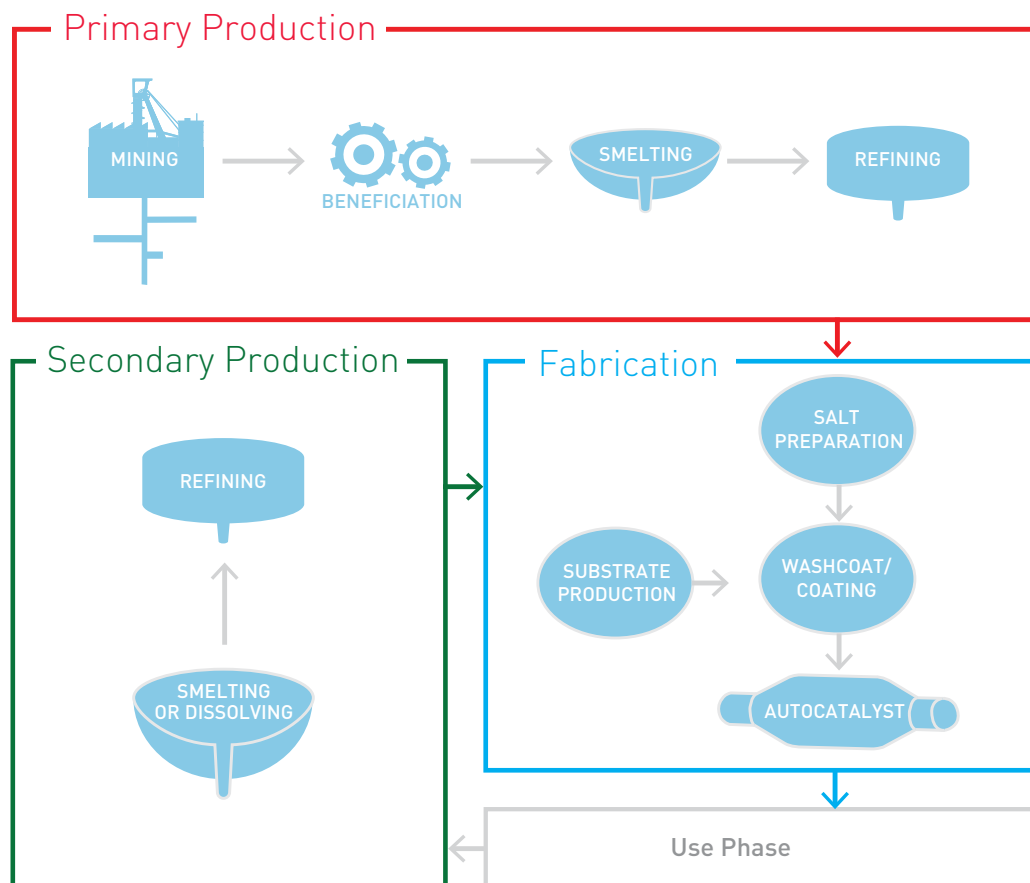 Primary Production
MINING
BENEFICIATION
SMELTING
REFINING
Secondary Production
REFINING
SMELTING
OR DISSOLVING
Fabrication
SALT
PREPARATION
SUBSTRATE
PRODUCTION
WASHCOAT/
COATING
AUTOCATALYST
Use Phase